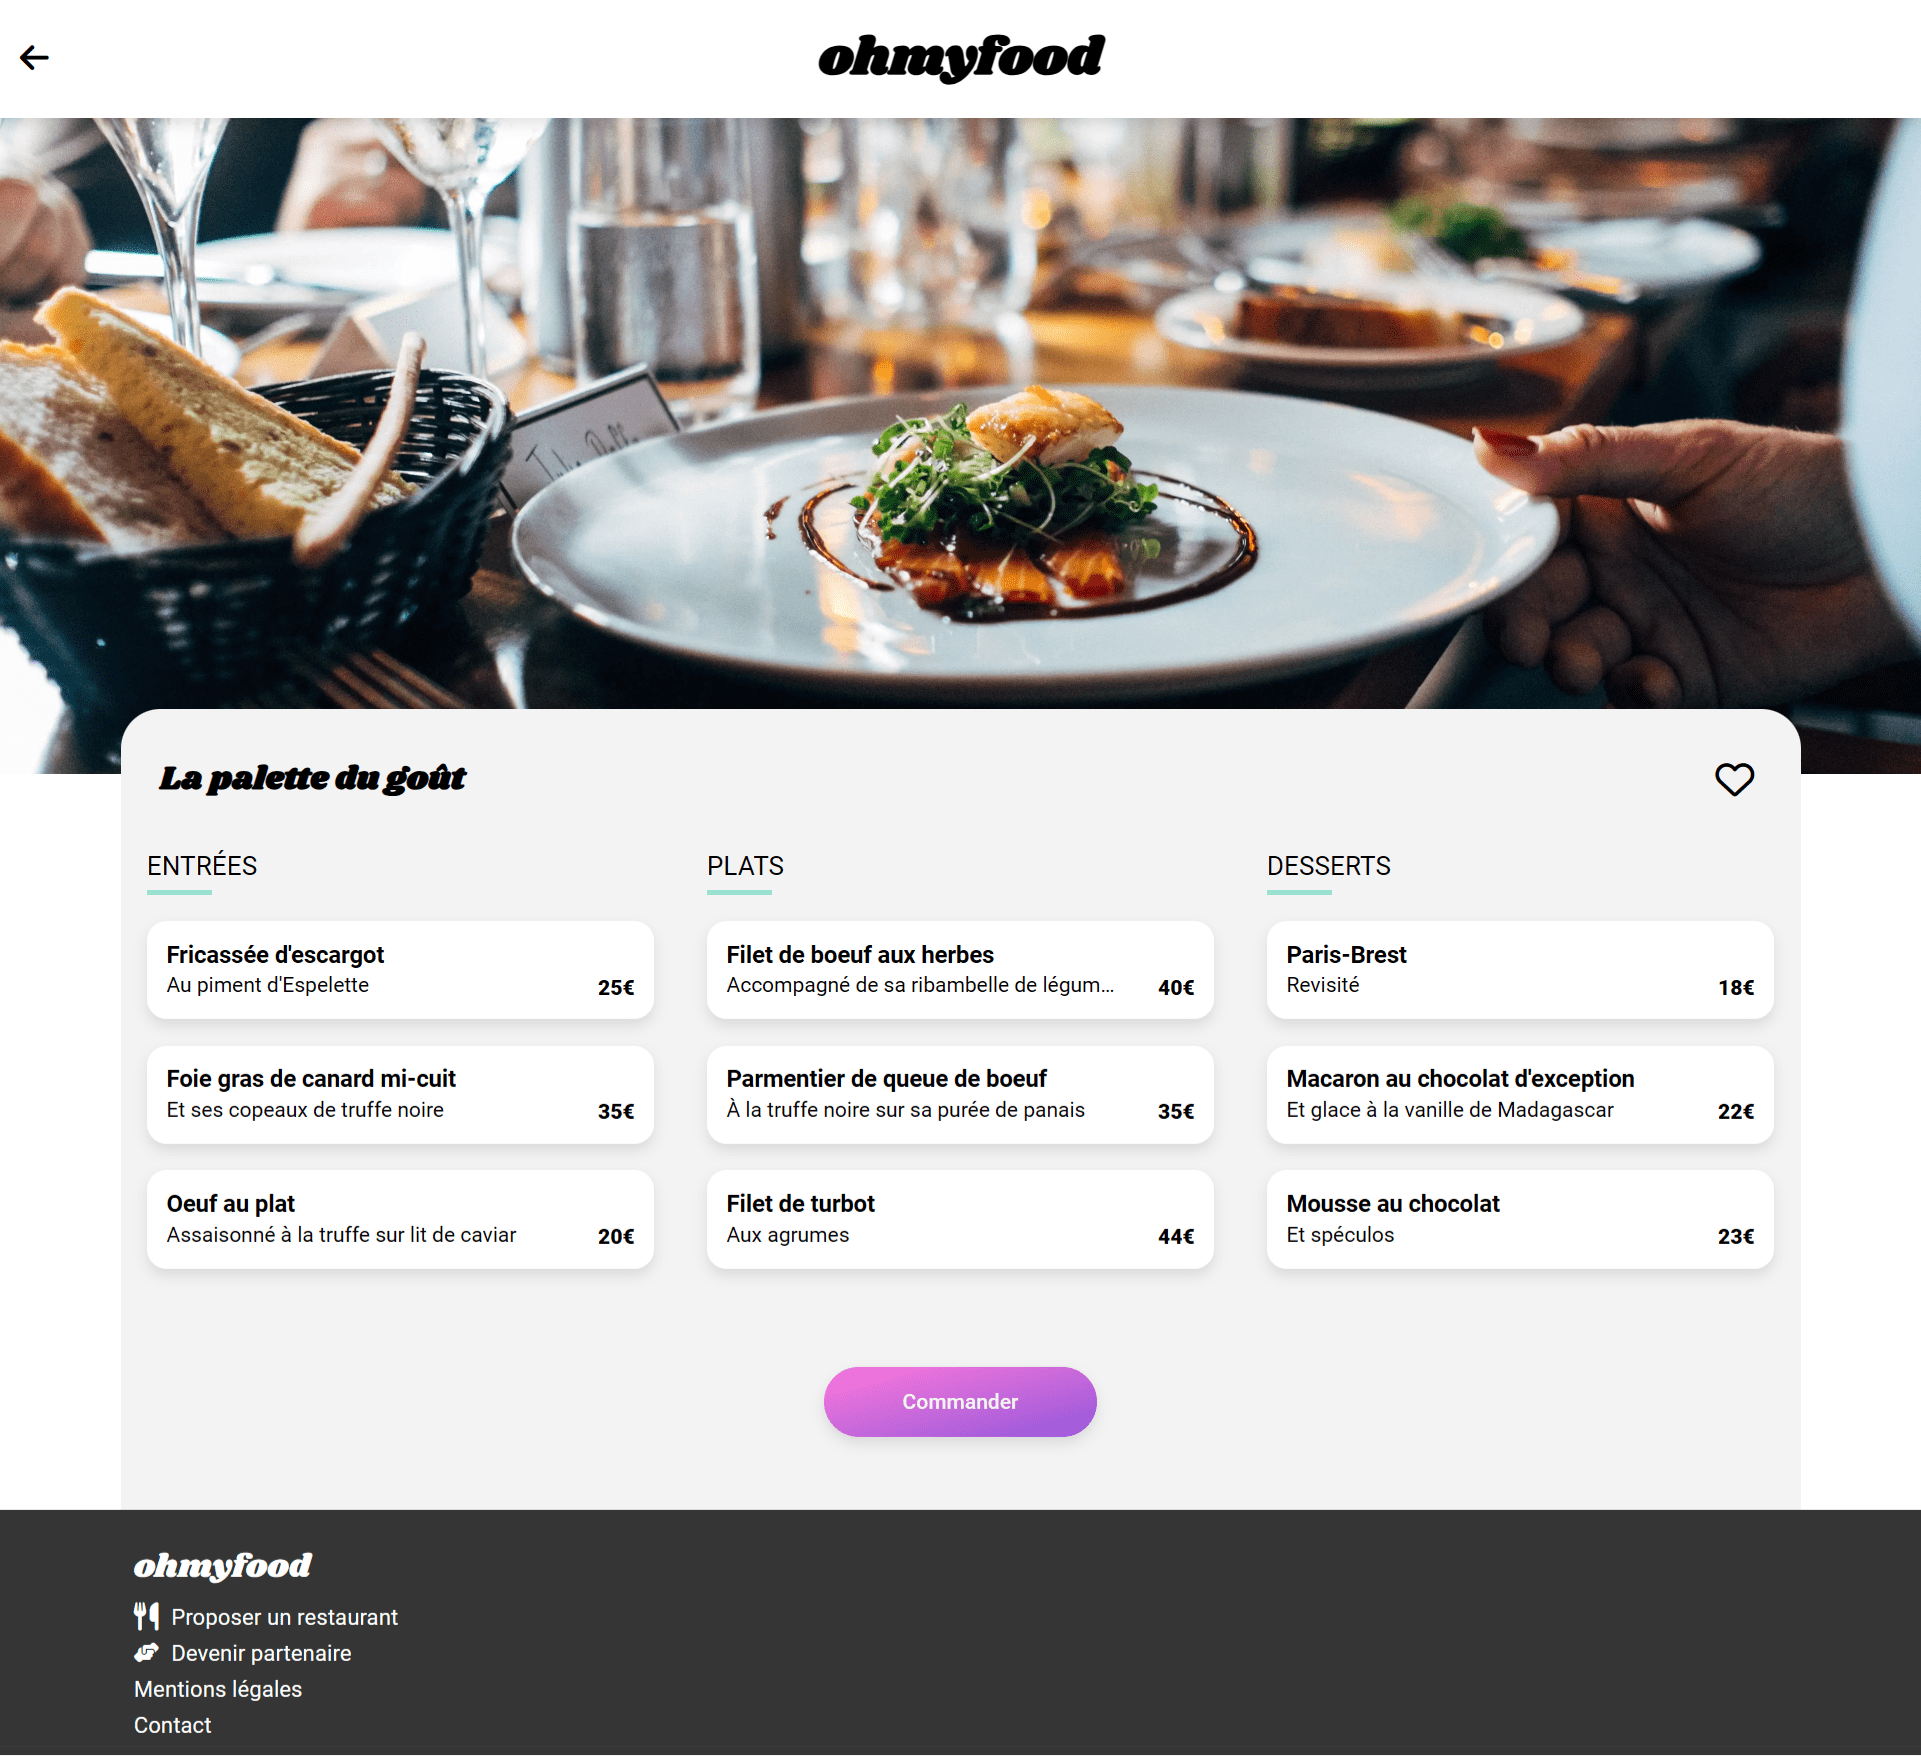 ohmyfood
La palette du goût
ENTRÉES
Fricassée d'escargot
Au piment d'Espelette
25€
Foie gras de canard mi-cuit
Et ses copeaux de truffe noire
35€
Oeuf au plat
Assaisonné à la truffe sur lit de caviar
20€
PLATS
Filet de boeuf aux herbes
Accompagné de sa ribambelle de légum...
40€
Parmentier de queue de boeuf
À la truffe noire sur sa purée de panais
35€
Filet de turbot
Aux agrumes
44€
DESSERTS
Paris-Brest
Revisité
18€
Macaron au chocolat d'exception
Et glace à la vanille de Madagascar
22€
Mousse au chocolat
Et spéculos
23€
Commander
ohmyfood
Proposer un restaurant
Devenir partenaire
Mentions légales
Contact